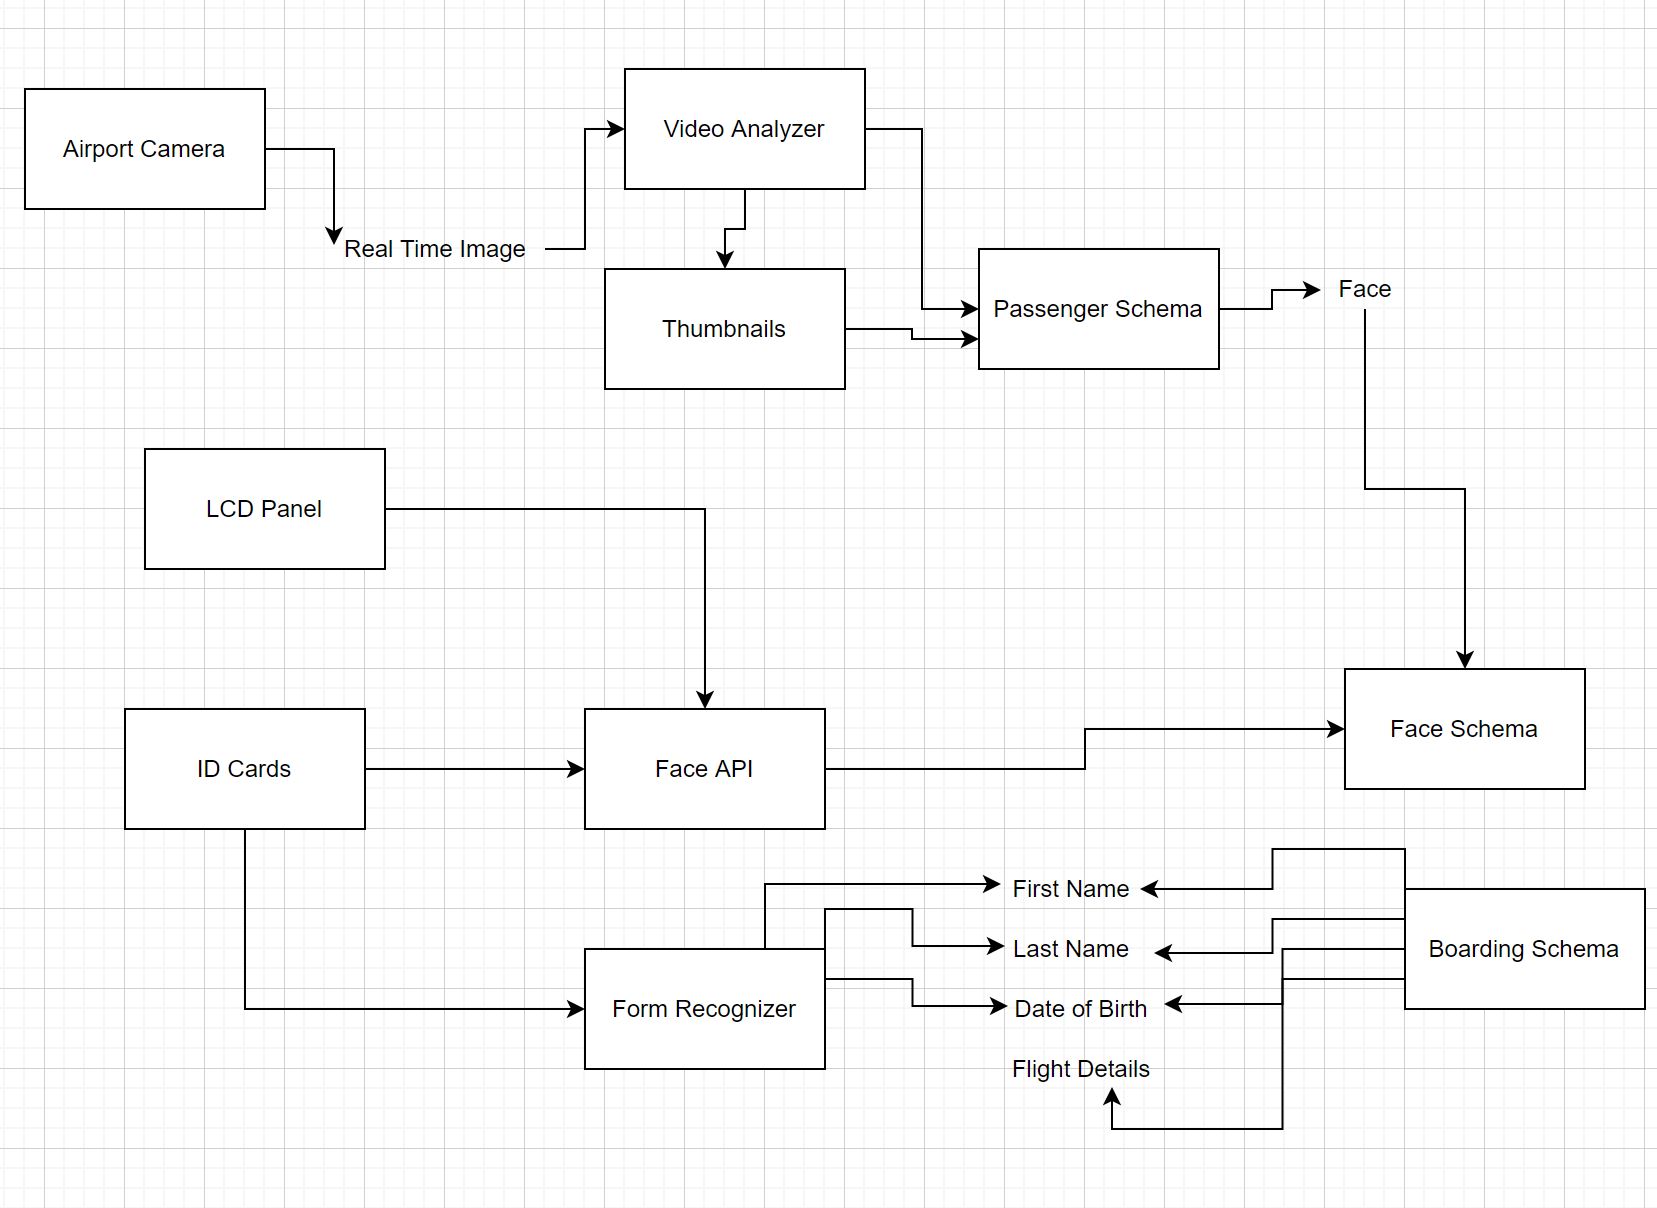 Airport Camera
Video Analyzer
Real Time Image
Thumbnails
Passenger Schema
Face
LCD Panel
ID Cards
Face API
Face Schema
First Name
Last Name
Boarding Schema
Form Recognizer
Date of Birth
Flight Details